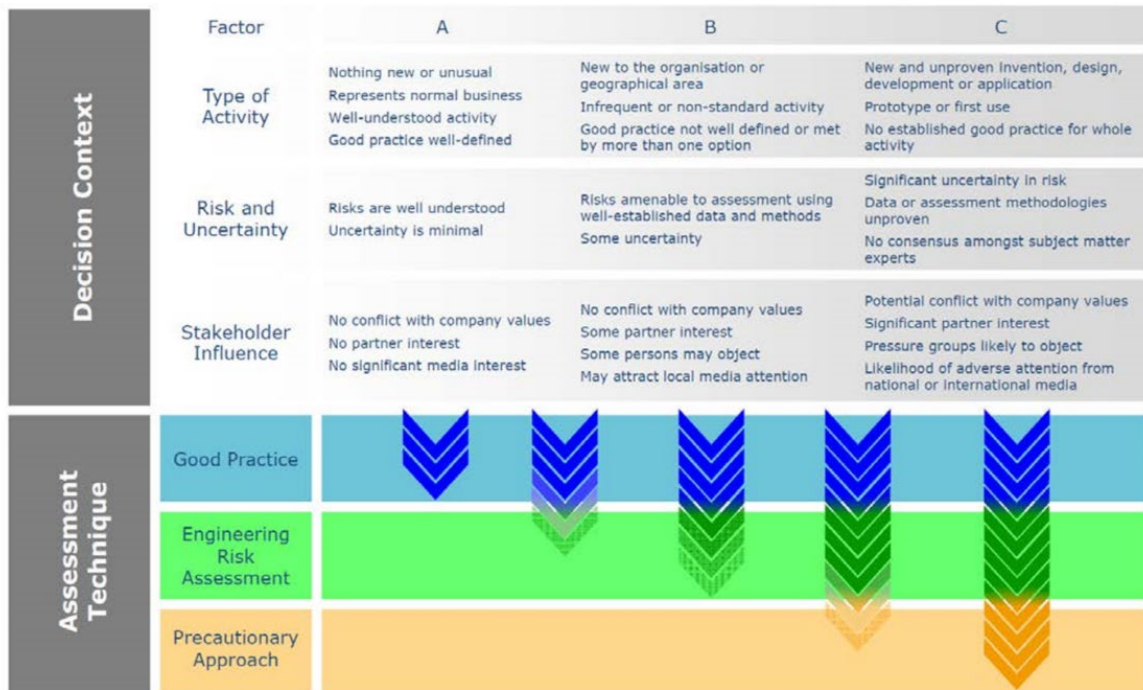 Decision Context
Factor
A
B
C
Type of
Activity
Nothing new or unusual
Represents normal business
Well-understood activity
Good practice well-defined
New to the organisation or
geographical area
Infrequent or non-standard activity
Good practice not well defined or met
by more than one option
New and unproven invention, design,
development or application
Prototype or first use
No established good practice for whole
activity
Risk and
Uncertainty
Risks are well understood
Uncertainty is minimal
Risks amenable to assessment using
well-established data and methods
Some uncertainty
Significant uncertainty in risk
Data or assessment methodologies
unproven
No consensus amongst subject matter
experts
Stakeholder
Influence
No conflict with company values
No partner interest
No significant media interest
No conflict with company values
Some partner interest
Some persons may object
May attract local media attention
Potential conflict with company values
Significant partner interest
Pressure groups likely to object
Likelihood of adverse attention from
national or international media
Assessment
Technique
Good Practice
Engineering
Risk
Assessment
Precautionary
Approach